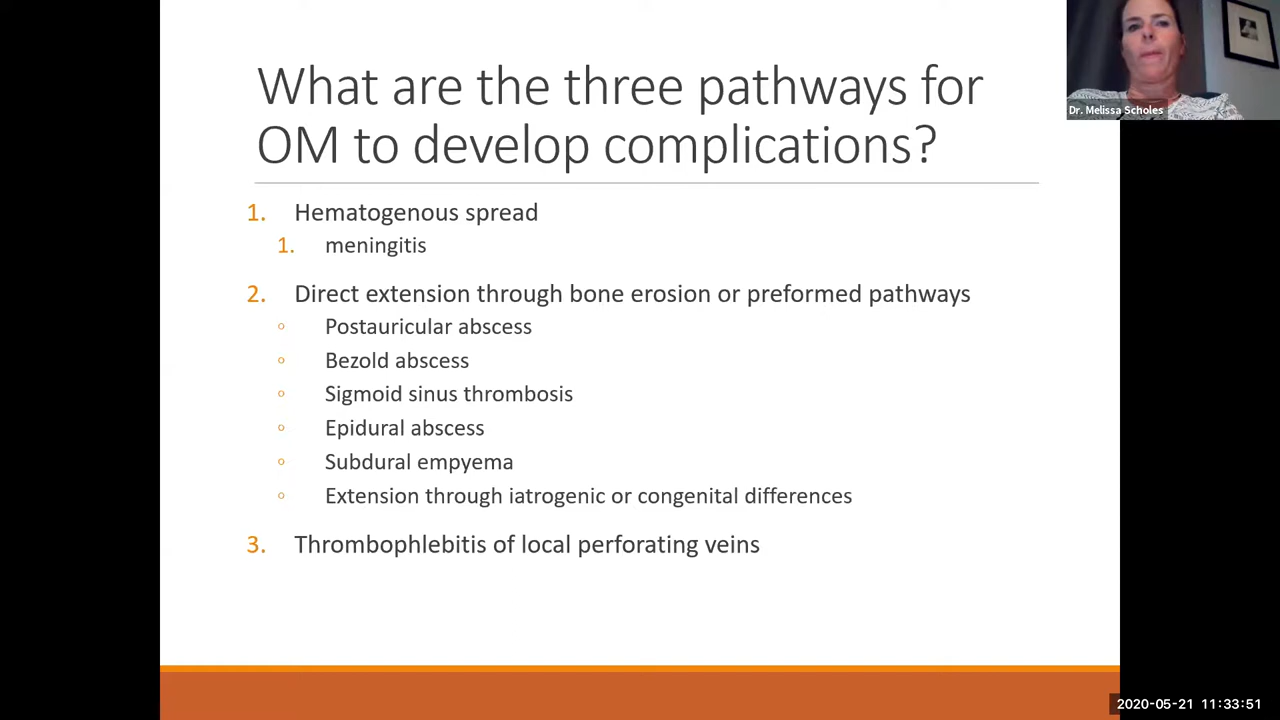 What are the three pathways for
OM to develop complications?
Dr. Melissa Scholes
1. Hematogenous spread
1. meningitis
2. Direct extension through bone erosion or preformed pathways
◦ Postauricular abscess
◦ Bezold abscess
◦ Sigmoid sinus thrombosis
◦ Epidural abscess
◦ Subdural empyema
◦ Extension through iatrogenic or congenital differences
3. Thrombophlebitis of local perforating veins
2020-05-21 11:33:51